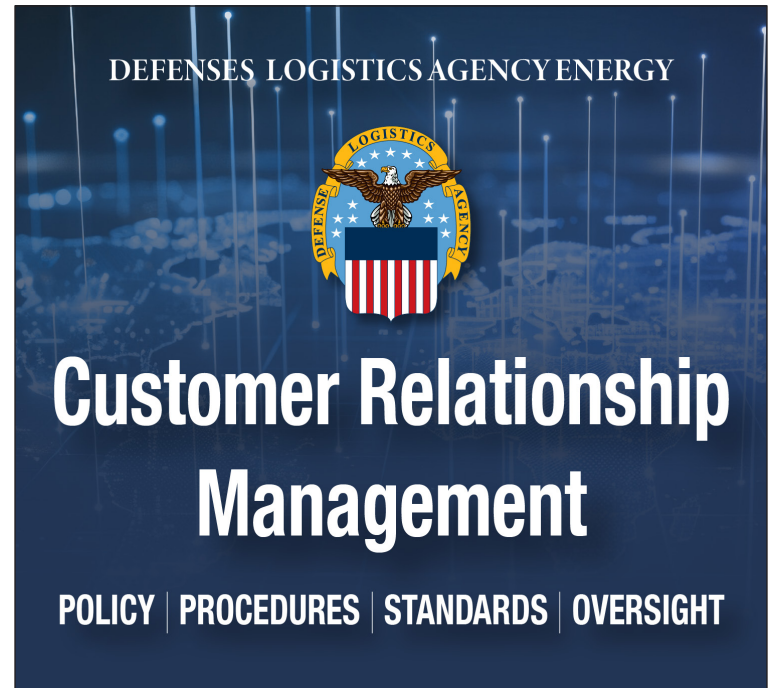 DEFENSES LOGISTICS AGENCY ENERGY
LOGISTICS
DEFENSE
AGENCY
Customer Relationship
Management
POLICY | PROCEDURES | STANDARDS | OVERSIGHT